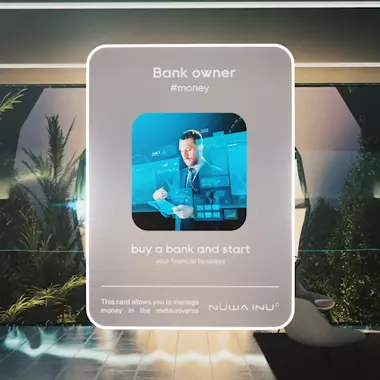 Bank owner
#money
buy a bank and start
your financial business
This card allows you to manage
money in the metauniverse
NUWA INU